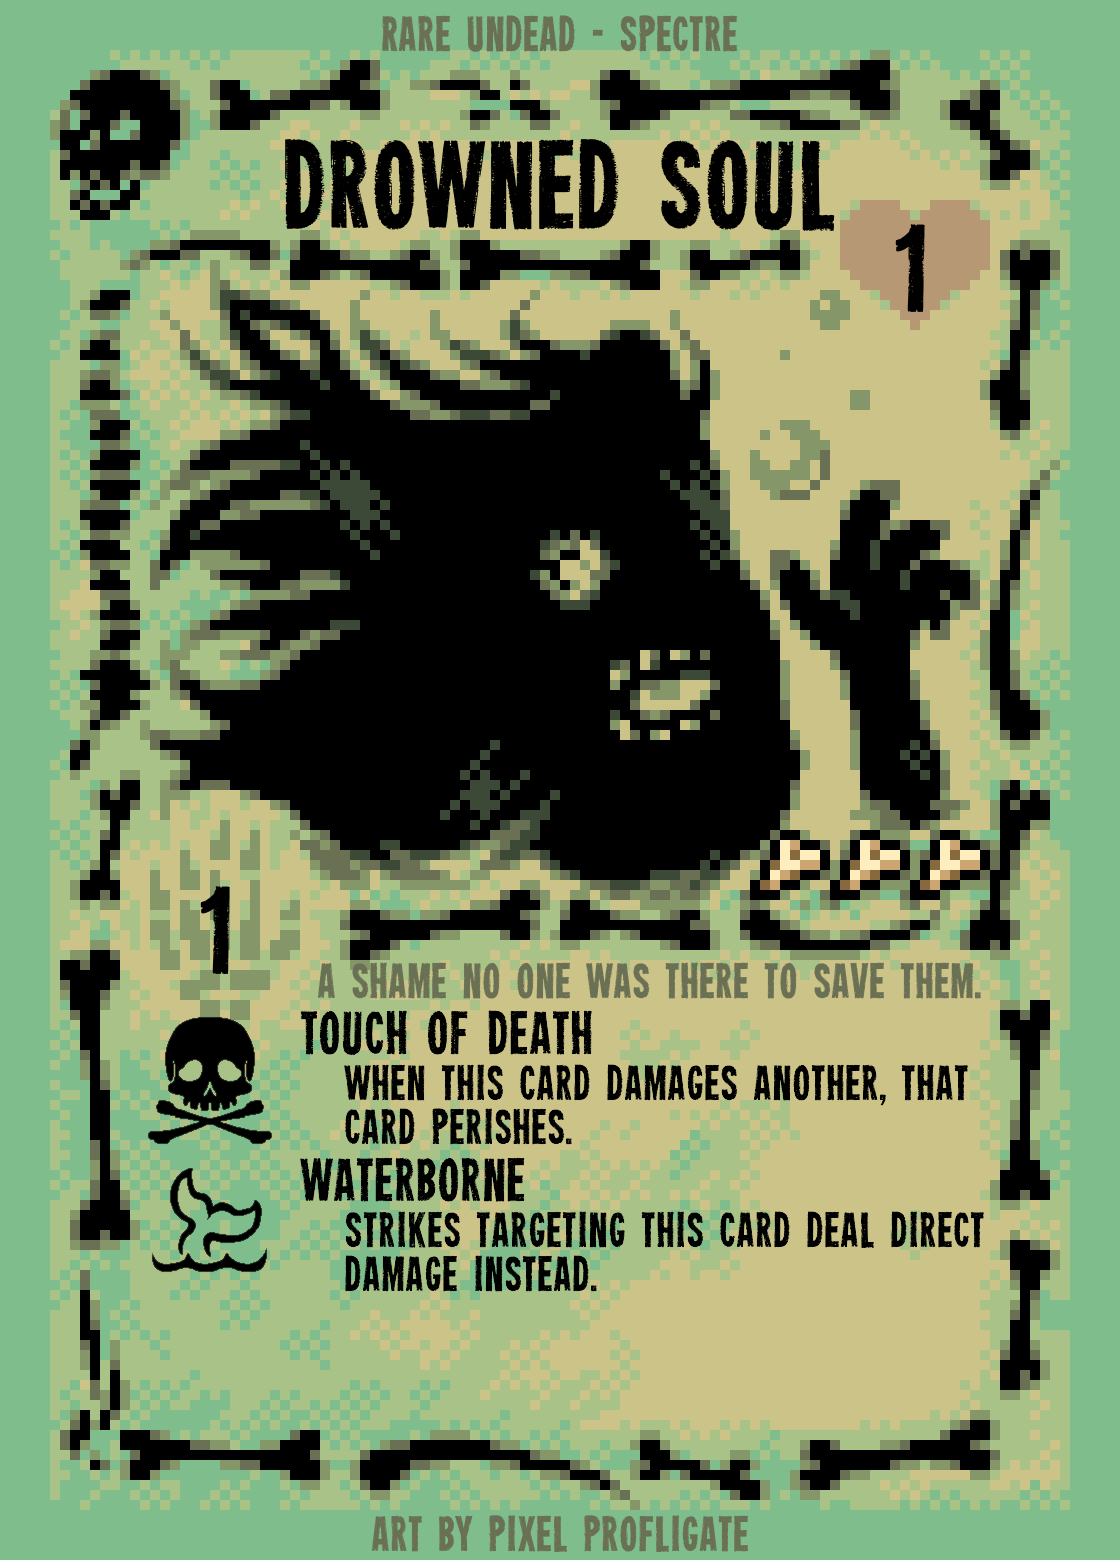 RARE UNDEAD - SPECTRE
DROWNED SOUL
1
1
A SHAME NO ONE WAS THERE TO SAVE THEM.
TOUCH OF DEATH
WHEN THIS CARD DAMAGES ANOTHER, THAT
CARD PERISHES.
WATERBORNE
STRIKES TARGETING THIS CARD DEAL DIRECT
DAMAGE INSTEAD.
ART BY PIXEL PROFLIGATE